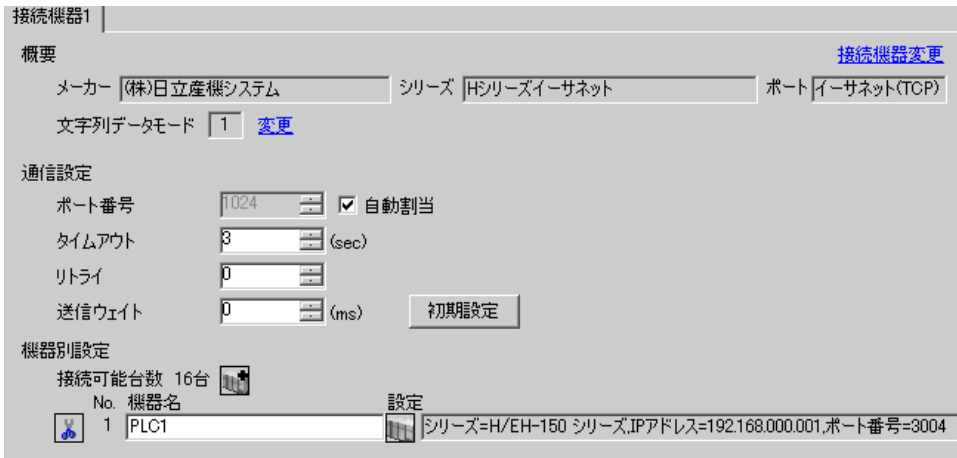 接続機器1
概要 接続機器変更
メーカー (株)日立産機システム シリーズ Hシリーズイーサネット ポート イーサネット(TCP)
文字列データモード 1 変更
通信設定
ポート番号 1024 自動割当
タイムアウト 3 (sec)
リトライ 0
送信ウェイト 0 (ms) 初期設定
機器別設定
接続可能台数 16台
No. 機器名 設定
1 PLC1 シリーズ=H/EH-150 シリーズ,IPアドレス=192.168.000.001,ポート番号=3004